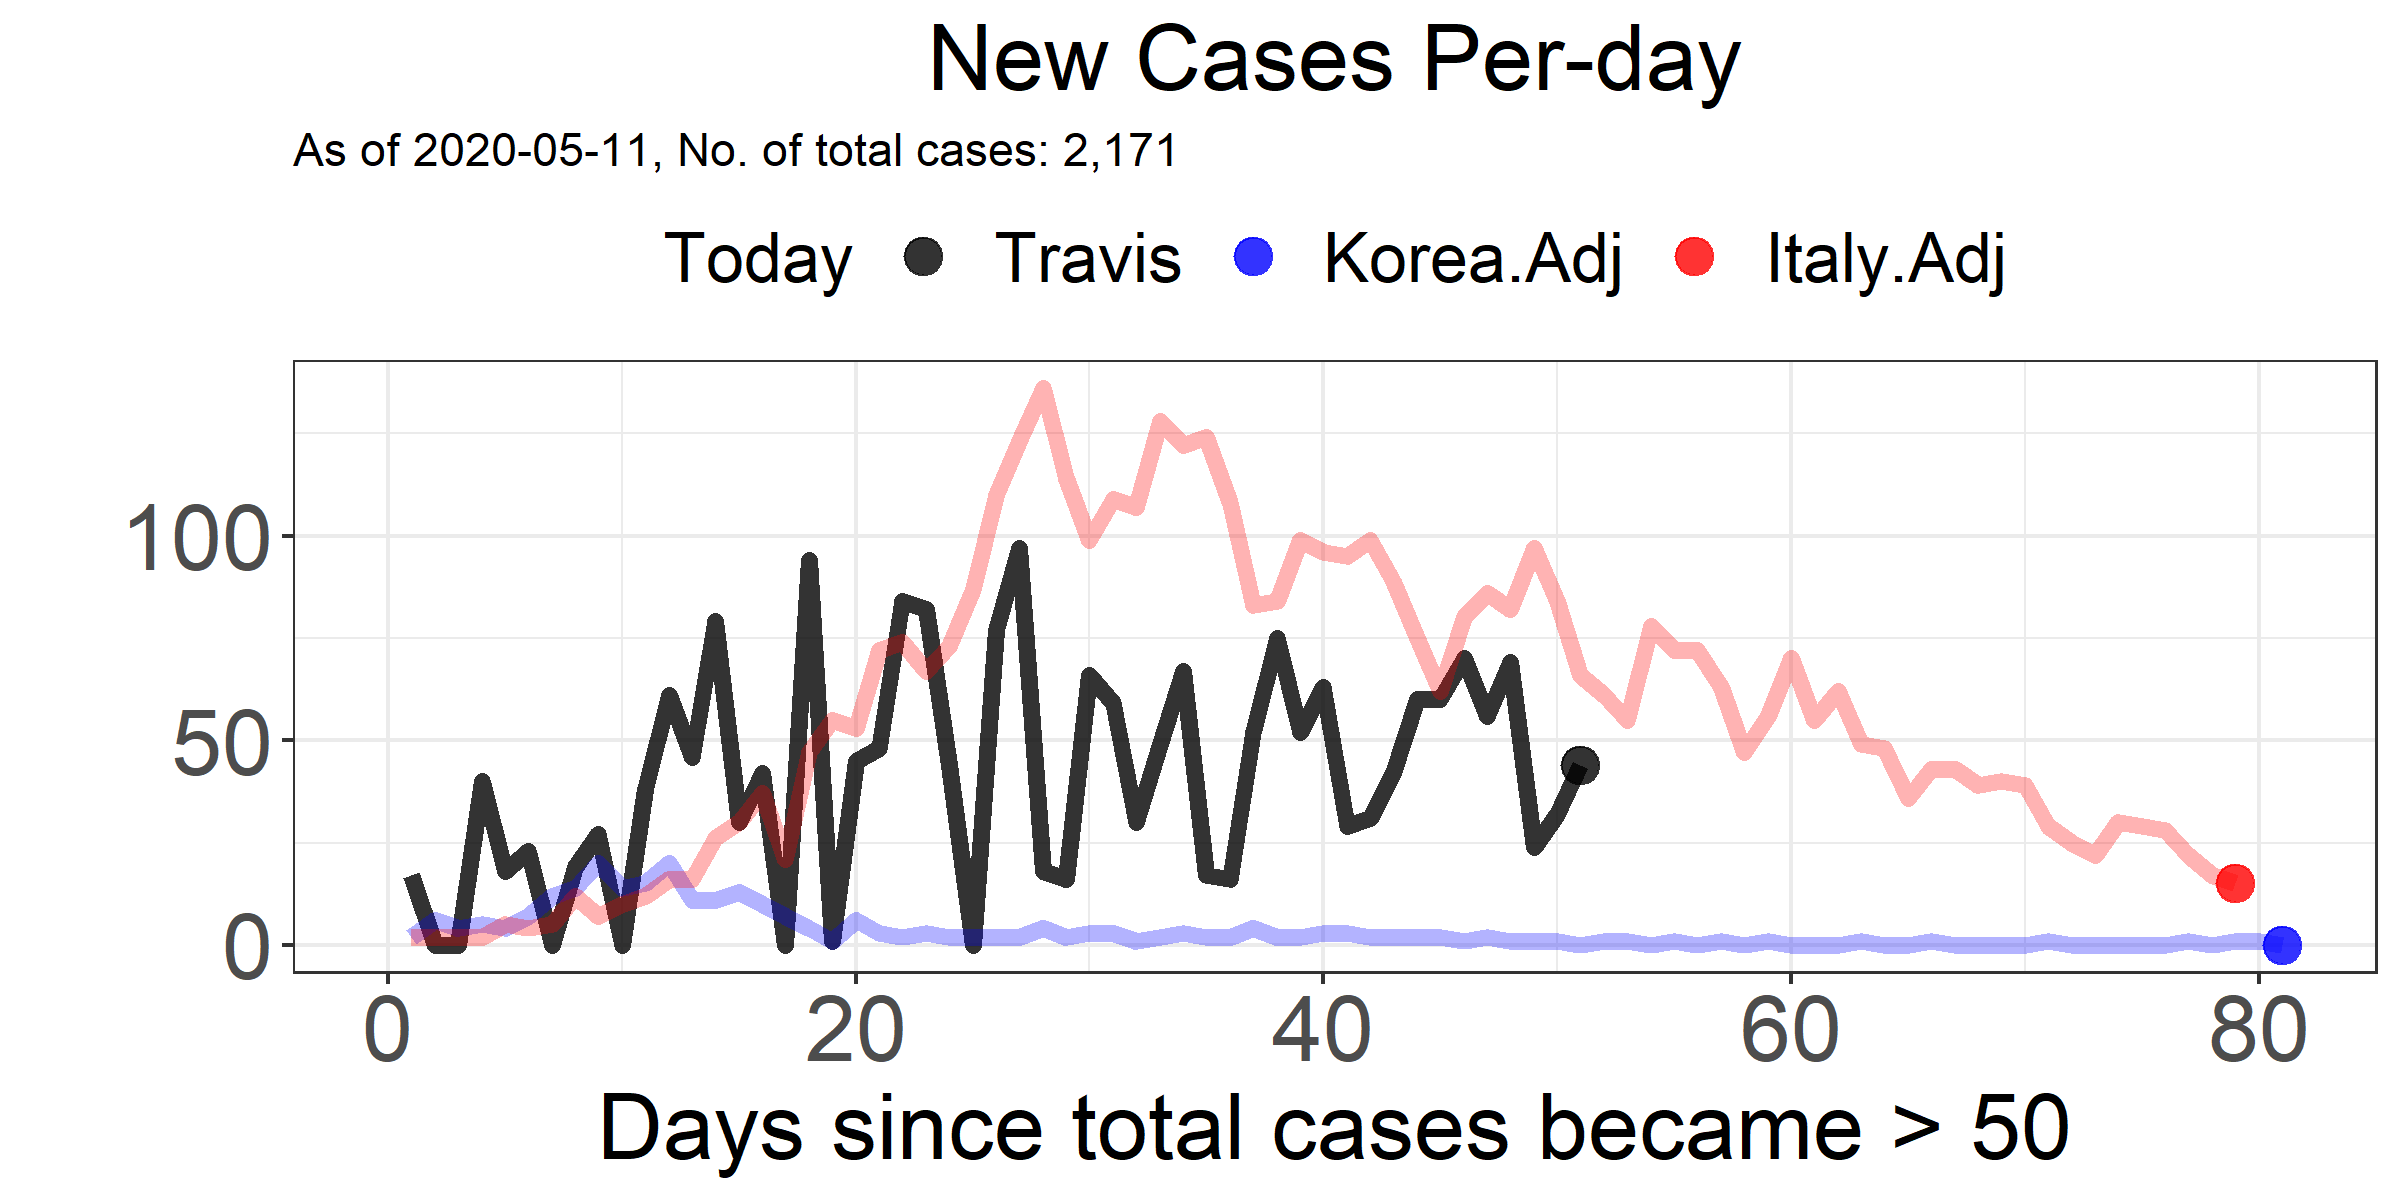 New Cases Per-day
As of 2020-05-11, No. of total cases: 2,171
Today Travis Korea.Adj Italy.Adj
100
50
0
0 20 40 60 80
Days since total cases became > 50